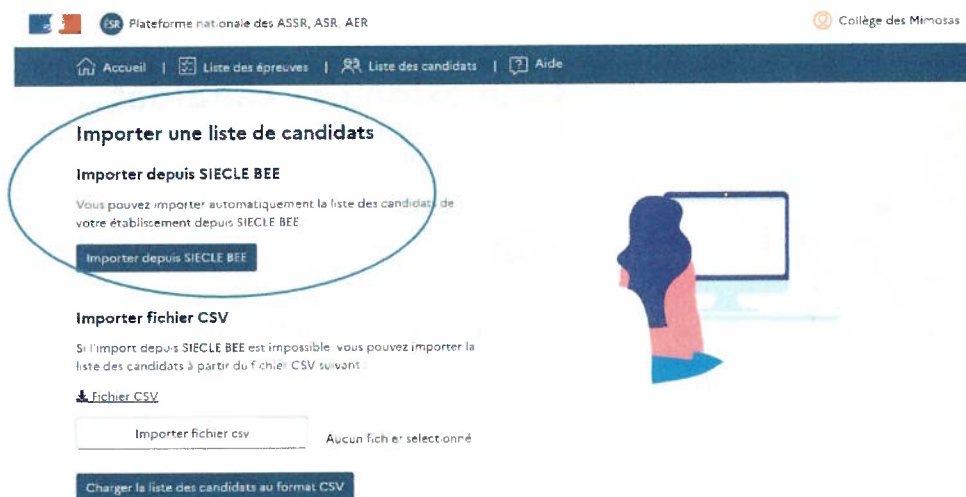 ESR Plateforme nationale des ASSR, ASR, AER
Collège des Mimosas
Accueil | Liste des épreuves | Liste des candidats | Aide
Importer une liste de candidats
Importer depuis SIECLE BEE
Vous pouvez importer automatiquement la liste des candidats de
votre établissement depuis SIECLE BEE.
Importer depuis SIECLE BEE
Importer fichier CSV
Si l'import depuis SIECLE BEE est impossible vous pouvez importer la
liste des candidats à partir du fichier CSV suivant :
Fichier CSV
Importer fichier csv
Aucun fichier selectionné
Charger la liste des candidats au format CSV